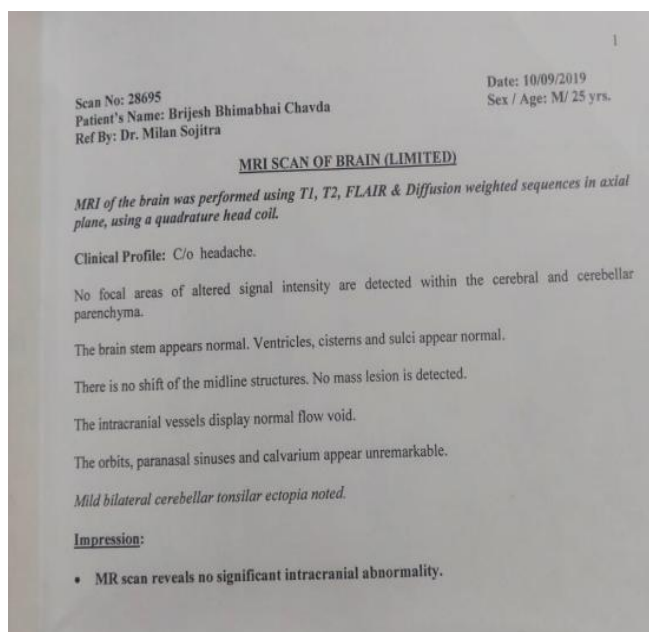 1
Scan No: 28695
Date: 10/09/2019
Patient's Name: Brijesh Bhimabhai Chavda
Sex / Age: M/ 25 yrs.
Ref By: Dr. Milan Sojitra
MRI SCAN OF BRAIN (LIMITED)
MRI of the brain was performed using T1, T2, FLAIR & Diffusion weighted sequences in axial
plane, using a quadrature head coil.
Clinical Profile: C/o headache.
No focal areas of altered signal intensity are detected within the cerebral and cerebellar
parenchyma.
The brain stem appears normal. Ventricles, cisterns and sulci appear normal.
There is no shift of the midline structures. No mass lesion is detected.
The intracranial vessels display normal flow void.
The orbits, paranasal sinuses and calvarium appear unremarkable.
Mild bilateral cerebellar tonsilar ectopia noted.
Impression:
• MR scan reveals no significant intracranial abnormality.